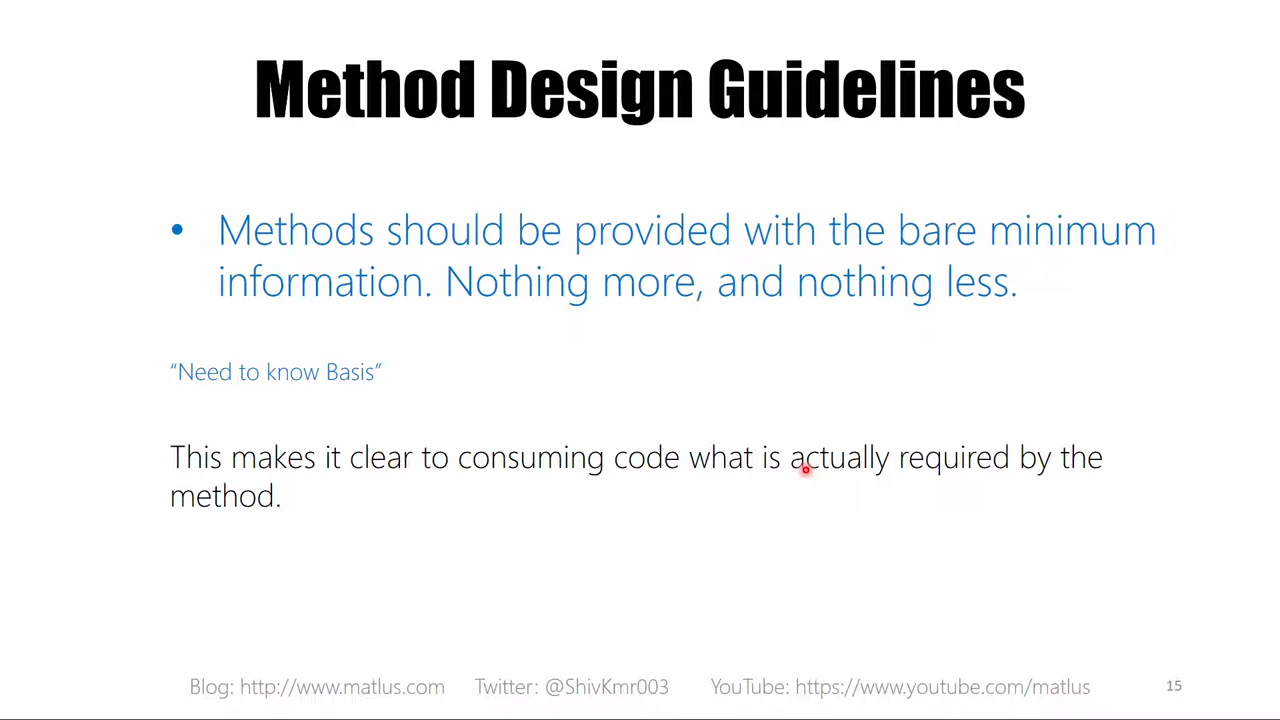 Method Design Guidelines
• Methods should be provided with the bare minimum
information. Nothing more, and nothing less.
“Need to know Basis”
This makes it clear to consuming code what is actually required by the
method.
Blog: http://www.matlus.com Twitter: @ShivKmr003 YouTube: https://www.youtube.com/matlus 15